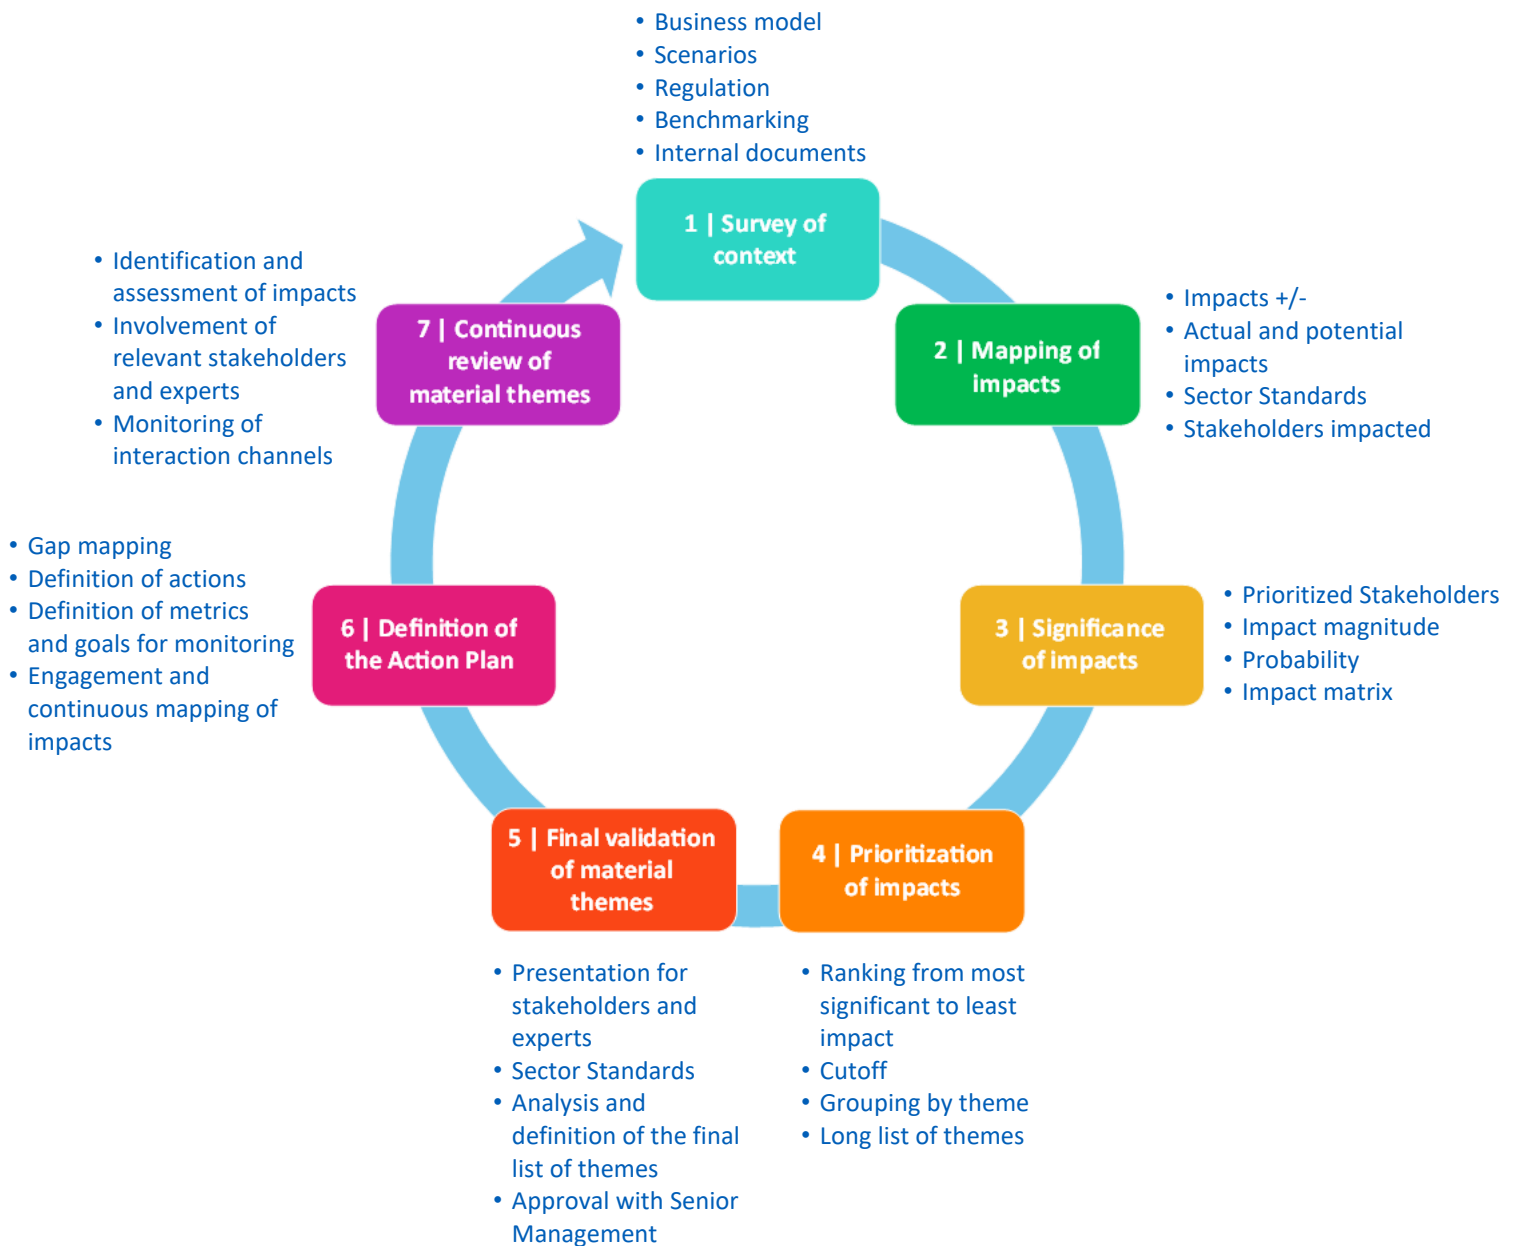 • Business model
• Scenarios
• Regulation
• Benchmarking
• Internal documents
1 | Survey of
context
2 | Mapping of
impacts
• Impacts +/-
• Actual and potential
impacts
• Sector Standards
• Stakeholders impacted
3 | Significance
of impacts
• Prioritized Stakeholders
• Impact magnitude
• Probability
• Impact matrix
4 | Prioritization
of impacts
• Ranking from most
significant to least
impact
• Cutoff
• Grouping by theme
• Long list of themes
5 | Final validation
of material
themes
• Presentation for
stakeholders and
experts
• Sector Standards
• Analysis and
definition of the final
list of themes
• Approval with Senior
Management
6 | Definition of
the Action Plan
• Gap mapping
• Definition of actions
• Definition of metrics
and goals for monitoring
• Engagement and
continuous mapping of
impacts
7 | Continuous
review of
material themes
• Identification and
assessment of impacts
• Involvement of
relevant stakeholders
and experts
• Monitoring of
interaction channels